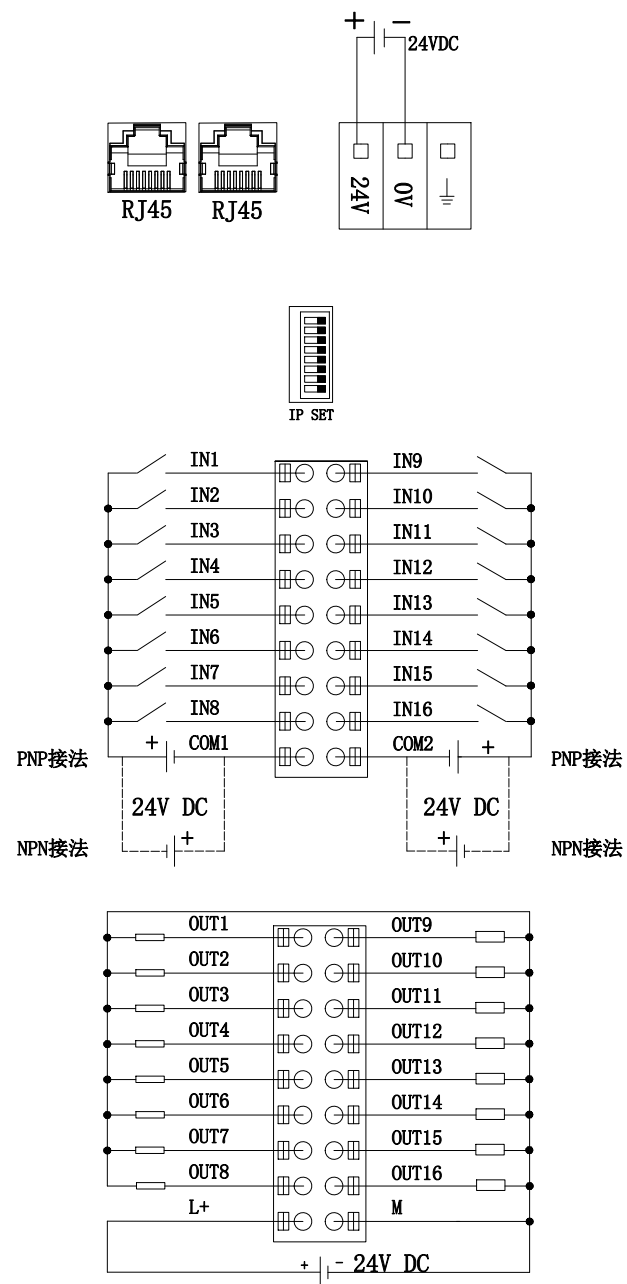 + −
24VDC
24V 0V
RJ45 RJ45
IP SET
IN1 IN9
IN2 IN10
IN3 IN11
IN4 IN12
IN5 IN13
IN6 IN14
IN7 IN15
IN8 IN16
PNP接法 + COM1 COM2 + PNP接法
24V DC 24V DC
NPN接法 + + NPN接法
OUT1 OUT9
OUT2 OUT10
OUT3 OUT11
OUT4 OUT12
OUT5 OUT13
OUT6 OUT14
OUT7 OUT15
OUT8 OUT16
L+ M
+ − 24V DC